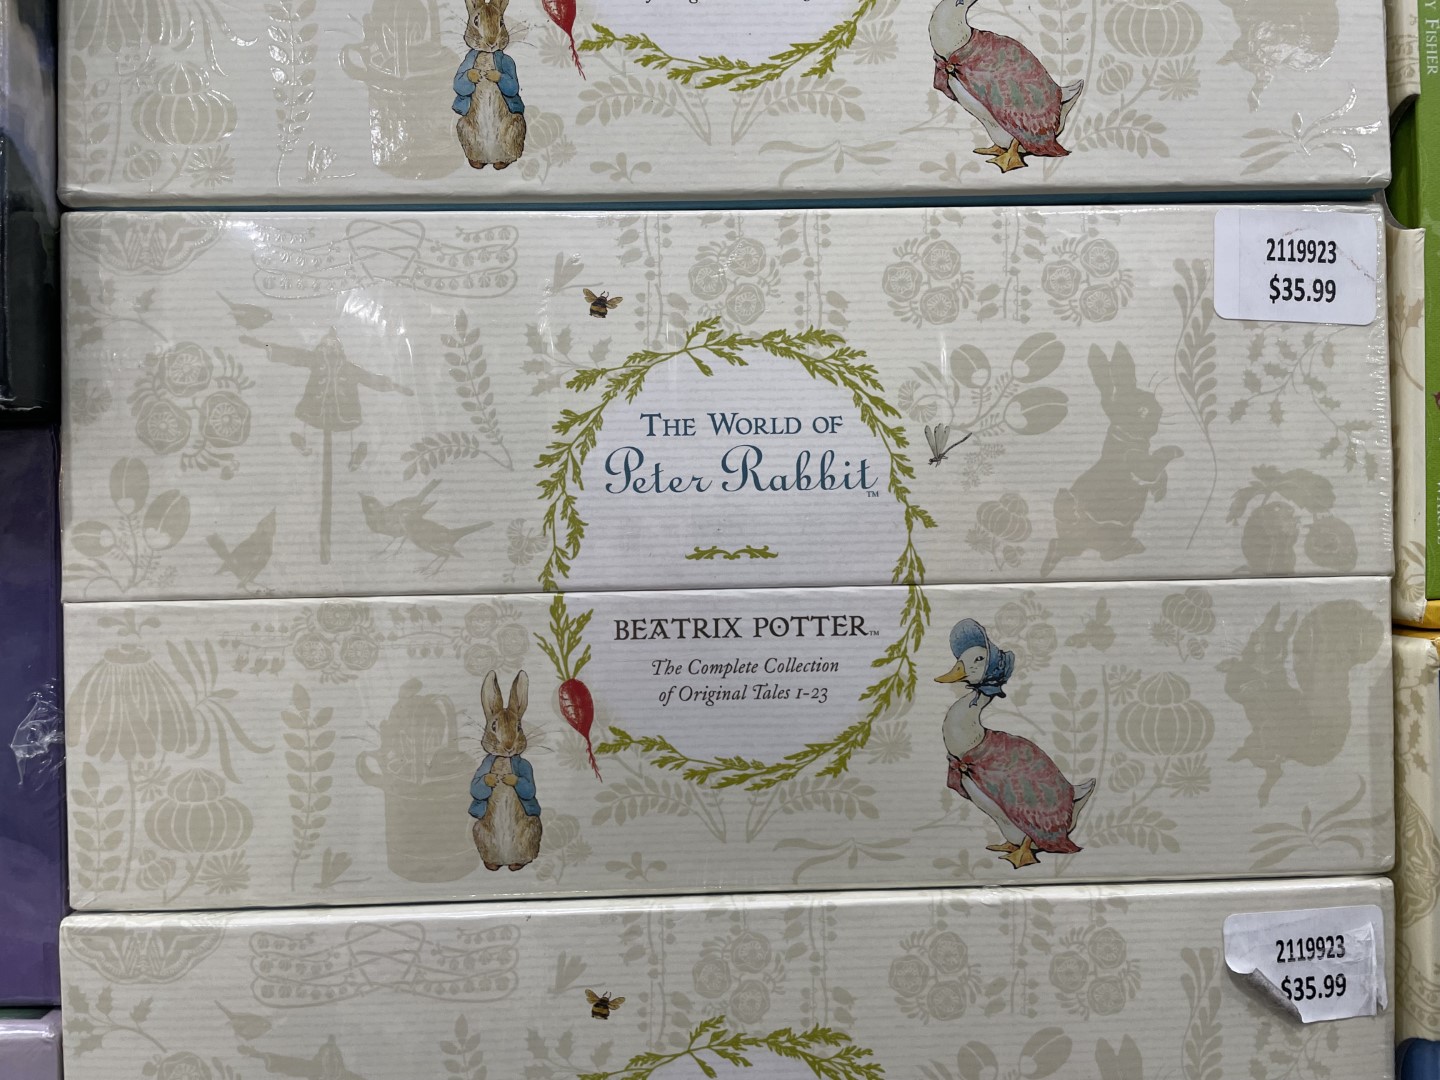 Y FISHER
2119923
$35.99
THE WORLD OF
Peter Rabbit™
BEATRIX POTTER™
The Complete Collection
of Original Tales 1-23
2119923
$35.99